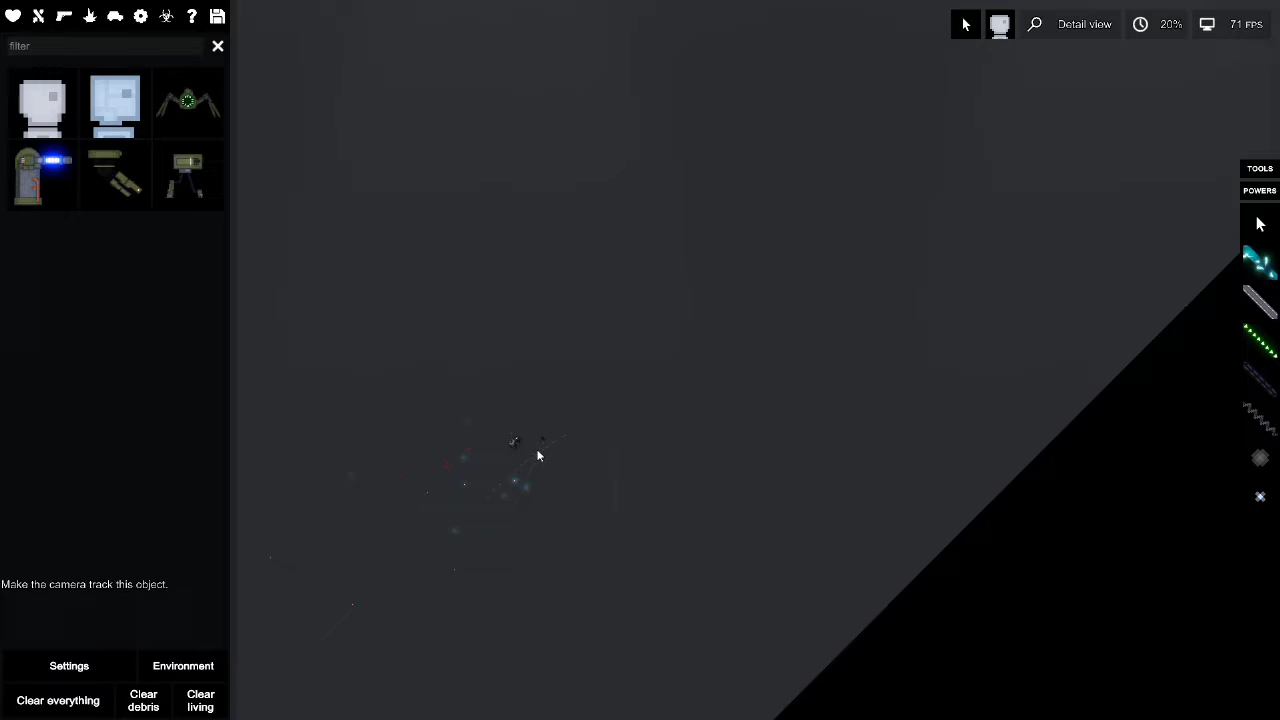 filter
Detail view
20%
71 FPS
TOOLS
POWERS
Make the camera track this object.
Settings
Environment
Clear everything
Clear
debris
Clear
living